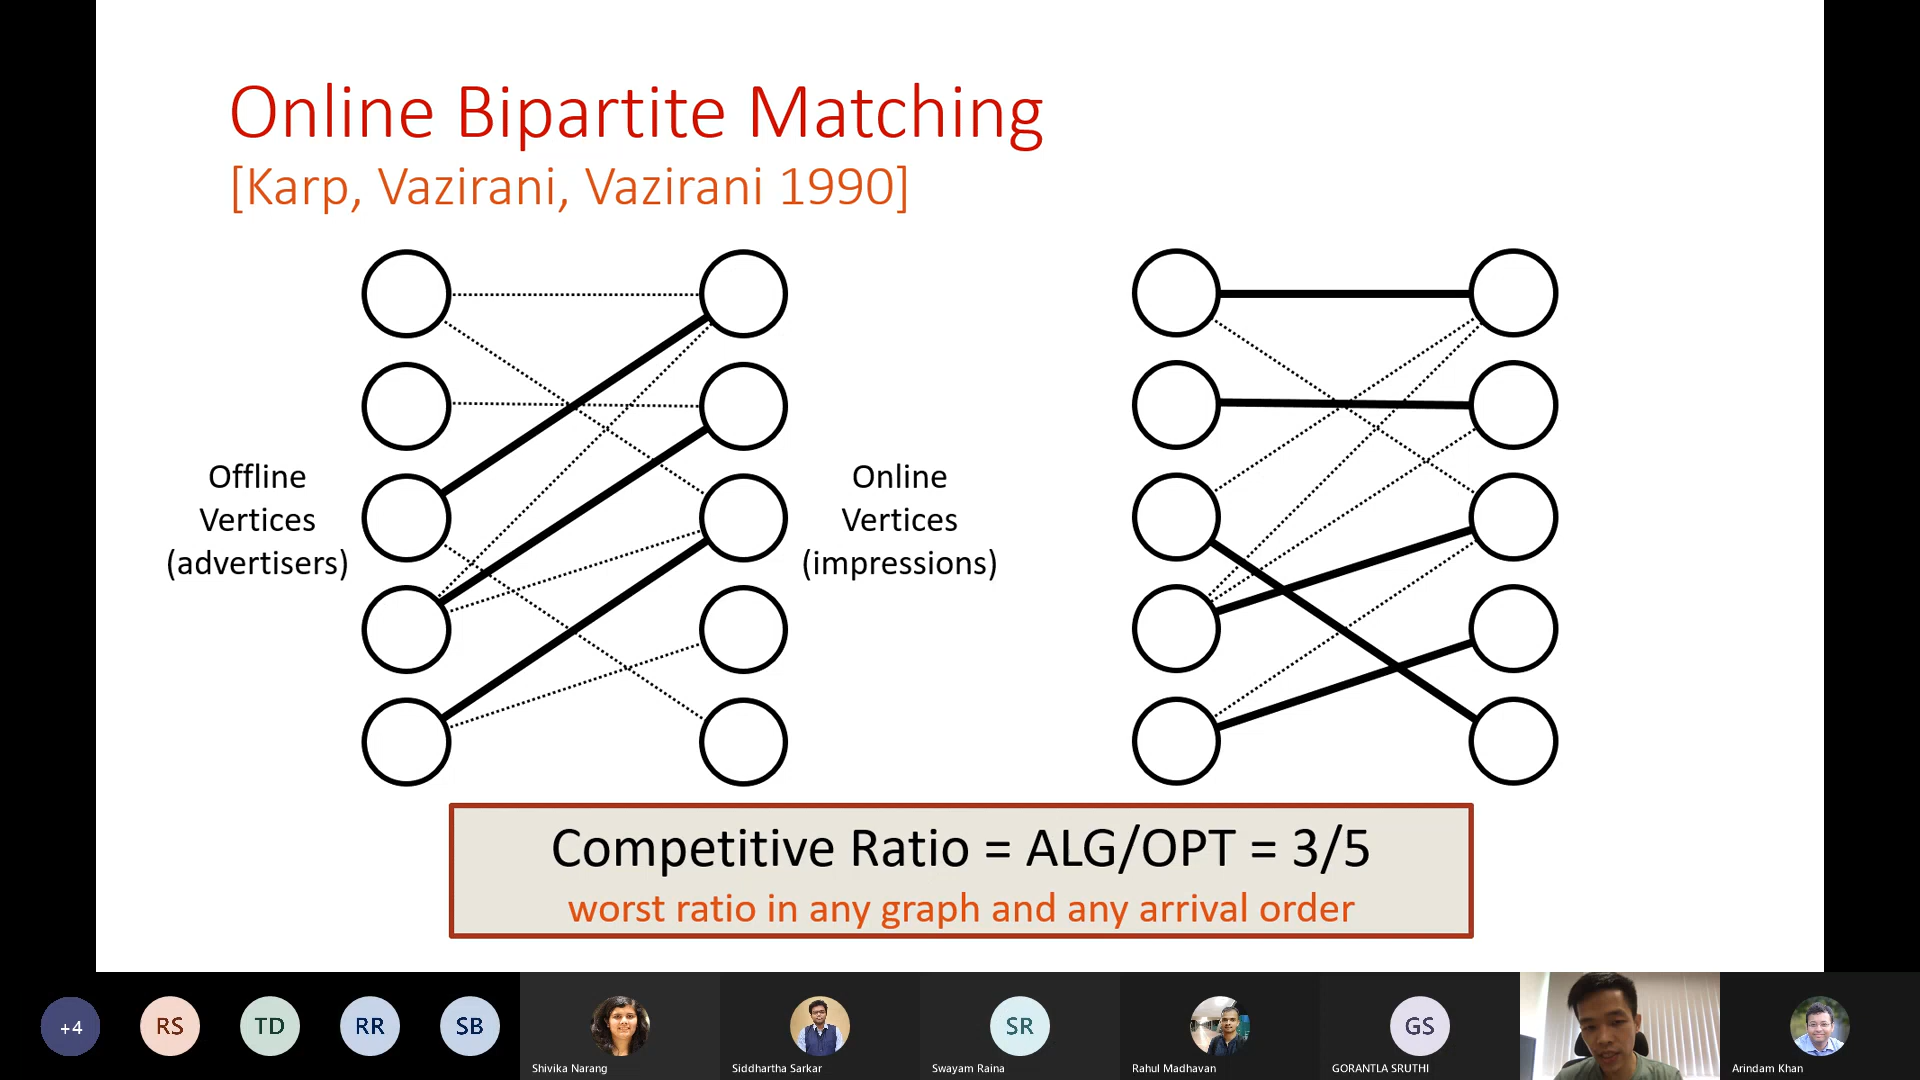 Online Bipartite Matching
[Karp, Vazirani, Vazirani 1990]
Offline
Vertices
(advertisers)
Online
Vertices
(impressions)
Competitive Ratio = ALG/OPT = 3/5
worst ratio in any graph and any arrival order
+4
RS
TD
RR
SB
Shivika Narang
Siddhartha Sarkar
SR
Swayam Raina
Rahul Madhavan
GS
GORANTLA SRUTHI
Arindam Khan